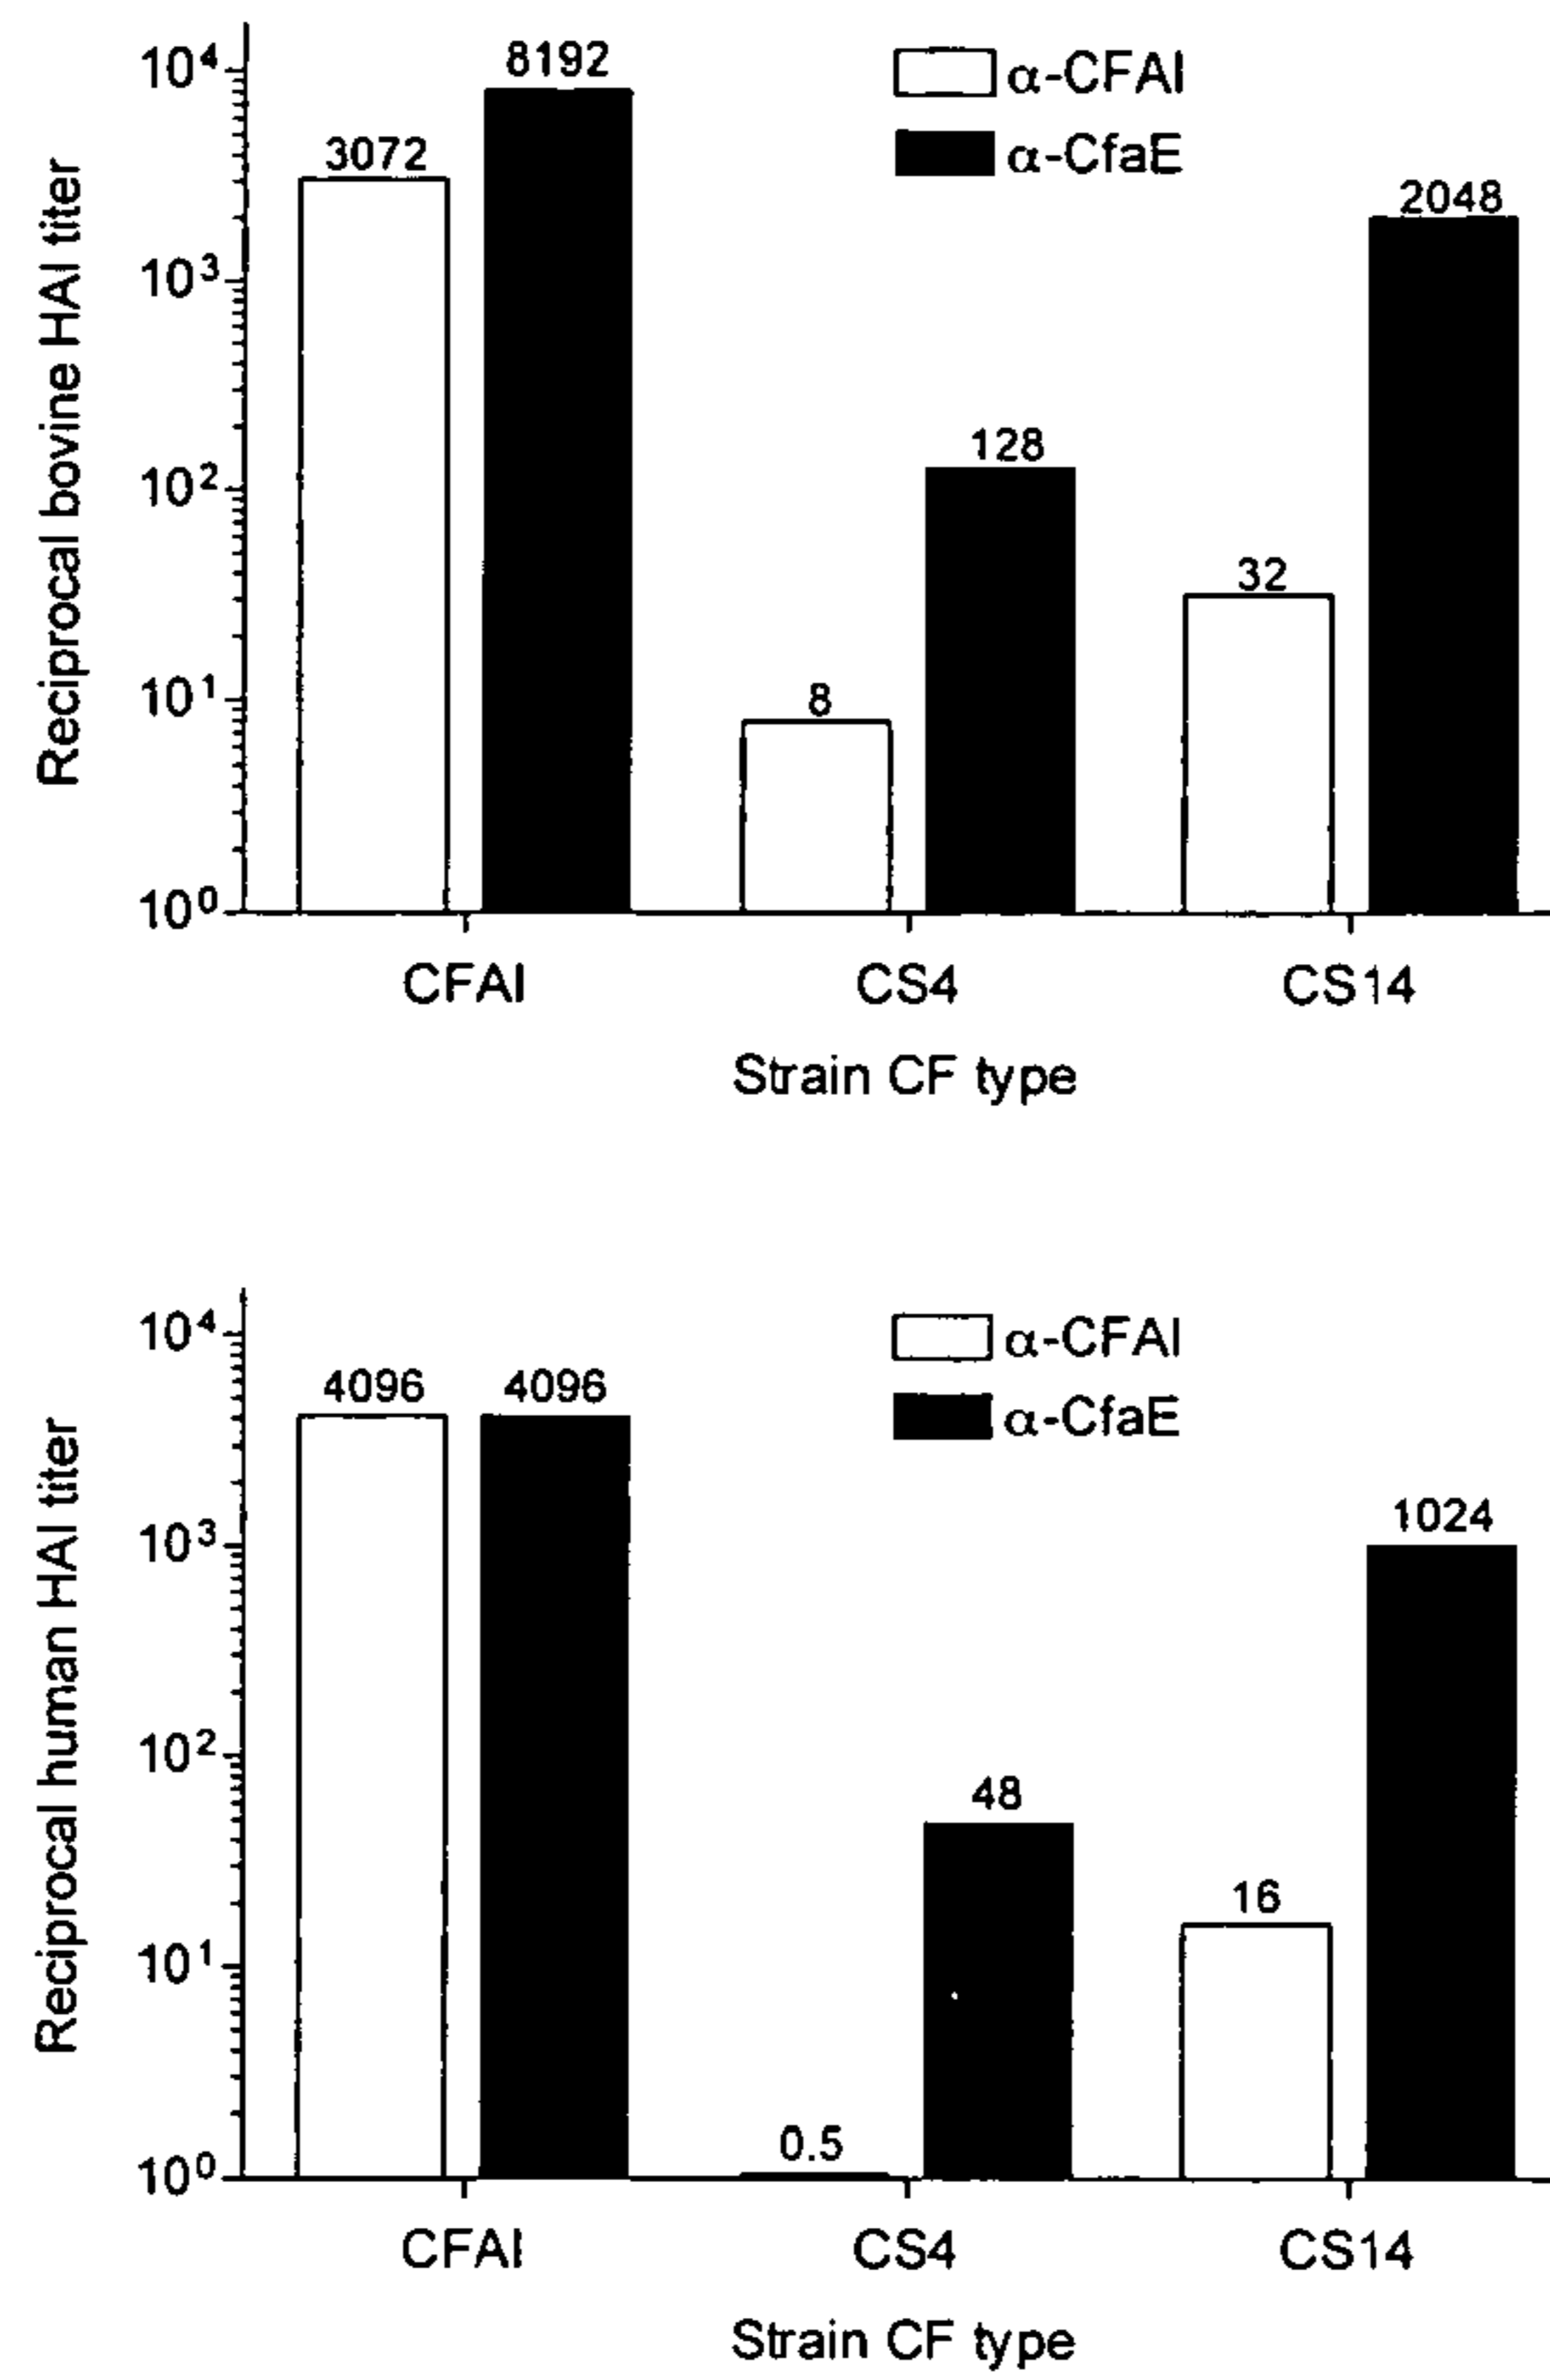 Reciprocal bovine HAI titer
10⁴
10³
10²
10¹
10⁰
3072
8192
8
128
32
2048
α-CFAI
α-CfaE
CFAI
CS4
CS14
Strain CF type
Reciprocal human HAI titer
10⁴
10³
10²
10¹
10⁰
4096
4096
0.5
48
16
1024
α-CFAI
α-CfaE
CFAI
CS4
CS14
Strain CF type